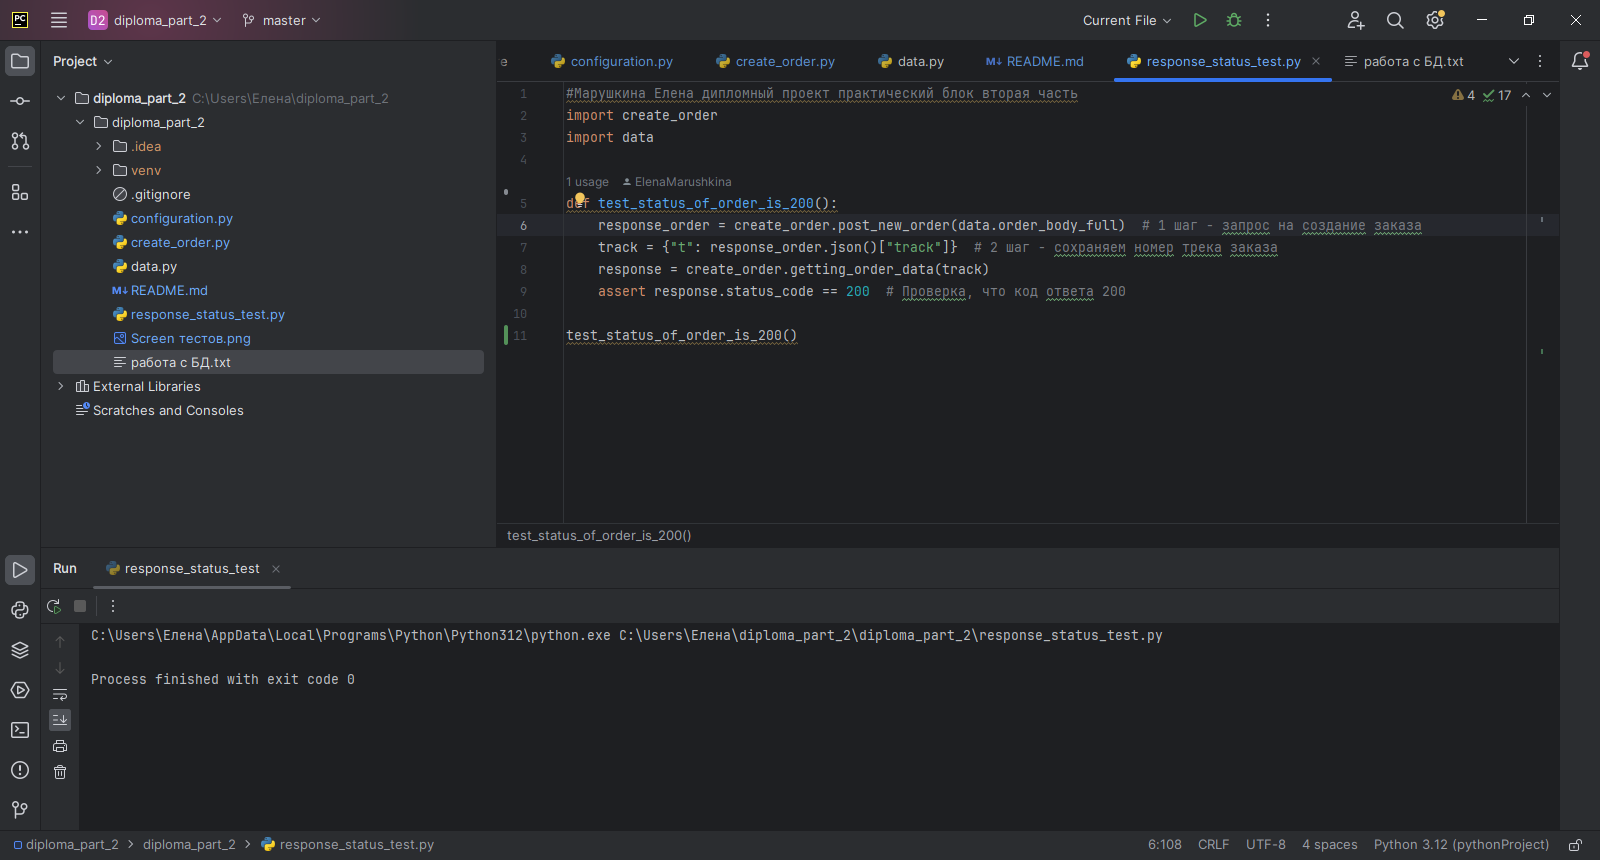 PC
D2 diploma_part_2
master
Current File
Project
e
configuration.py
create_order.py
data.py
M↓ README.md
response_status_test.py
работа с БД.txt
diploma_part_2 C:\Users\Елена\diploma_part_2
diploma_part_2
.idea
venv
.gitignore
configuration.py
create_order.py
data.py
M↓ README.md
response_status_test.py
Screen тестов.png
работа с БД.txt
External Libraries
Scratches and Consoles
4 17
1 #Марушкина Елена дипломный проект практический блок вторая часть
2 import create_order
3 import data
4
1 usage ElenaMarushkina
5 def test_status_of_order_is_200():
6 response_order = create_order.post_new_order(data.order_body_full) # 1 шаг - запрос на создание заказа
7 track = {"t": response_order.json()["track"]} # 2 шаг - сохраняем номер трека заказа
8 response = create_order.getting_order_data(track)
9 assert response.status_code == 200 # Проверка, что код ответа 200
10
11 test_status_of_order_is_200()
test_status_of_order_is_200()
Run
response_status_test
C:\Users\Елена\AppData\Local\Programs\Python\Python312\python.exe C:\Users\Елена\diploma_part_2\diploma_part_2\response_status_test.py
Process finished with exit code 0
diploma_part_2 > diploma_part_2 > response_status_test.py
6:108 CRLF UTF-8 4 spaces Python 3.12 (pythonProject)